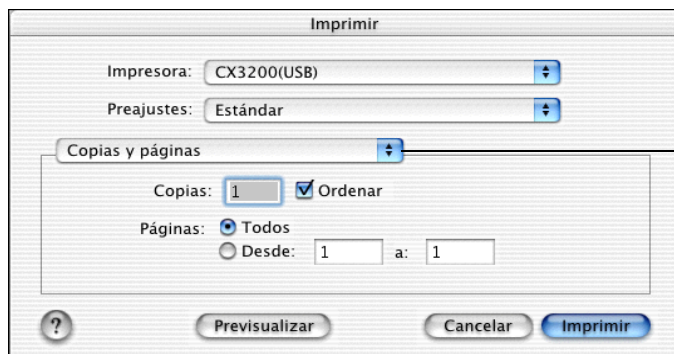 Imprimir
Impresora: CX3200(USB)
Preajustes: Estándar
Copias y páginas
Copias: 1 Ordenar
Páginas: Todos
Desde: 1 a: 1
? Previsualizar Cancelar Imprimir